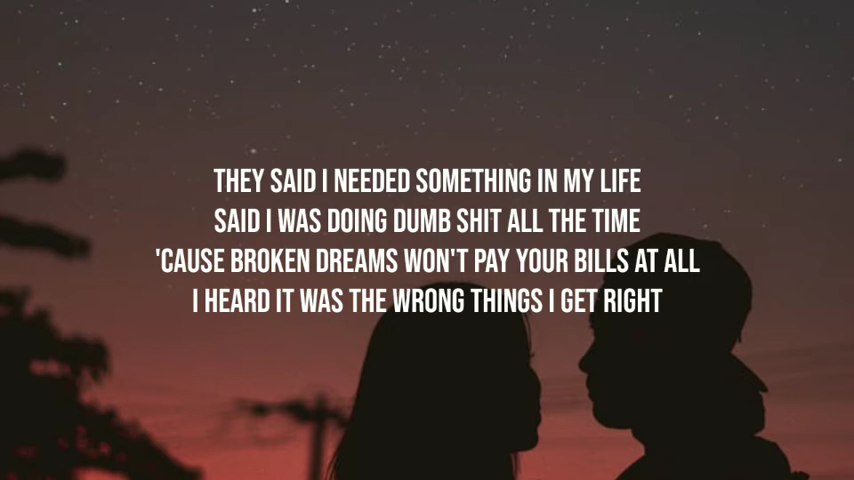 THEY SAID I NEEDED SOMETHING IN MY LIFE
SAID I WAS DOING DUMB SHIT ALL THE TIME
'CAUSE BROKEN DREAMS WON'T PAY YOUR BILLS AT ALL
I HEARD IT WAS THE WRONG THINGS I GET RIGHT